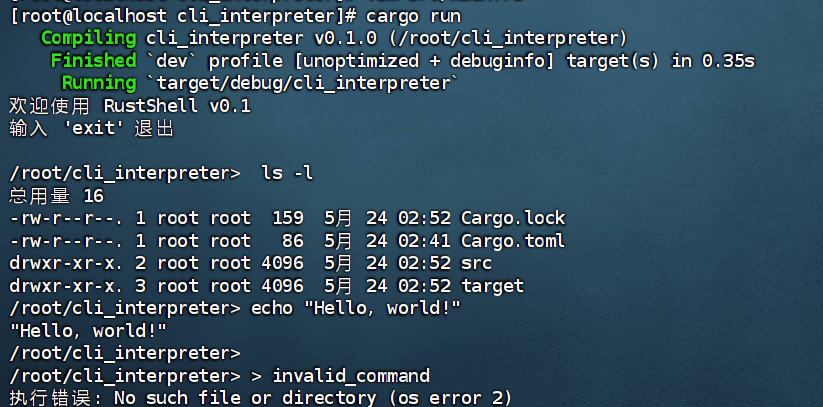 [root@localhost cli_interpreter]# cargo run
   Compiling cli_interpreter v0.1.0 (/root/cli_interpreter)
    Finished `dev` profile [unoptimized + debuginfo] target(s) in 0.35s
     Running `target/debug/cli_interpreter`
欢迎使用 RustShell v0.1
输入 'exit' 退出

/root/cli_interpreter>  ls -l
总用量 16
-rw-r--r--. 1 root root  159  5月 24 02:52 Cargo.lock
-rw-r--r--. 1 root root   86  5月 24 02:41 Cargo.toml
drwxr-xr-x. 2 root root 4096  5月 24 02:52 src
drwxr-xr-x. 3 root root 4096  5月 24 02:52 target
/root/cli_interpreter> echo "Hello, world!"
"Hello, world!"
/root/cli_interpreter>
/root/cli_interpreter> > invalid_command
执行错误: No such file or directory (os error 2)